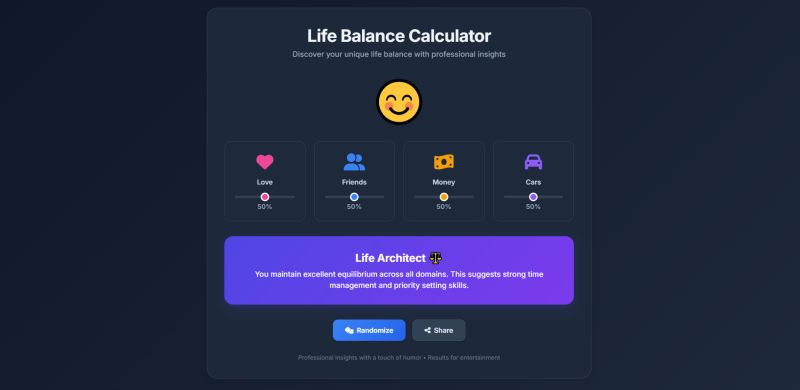 Life Balance Calculator
Discover your unique life balance with professional insights
Love
Friends
Money
Cars
50%
50%
50%
50%
Life Architect
You maintain excellent equilibrium across all domains. This suggests strong time
management and priority setting skills.
Randomize
Share
Professional insights with a touch of humor • Results for entertainment